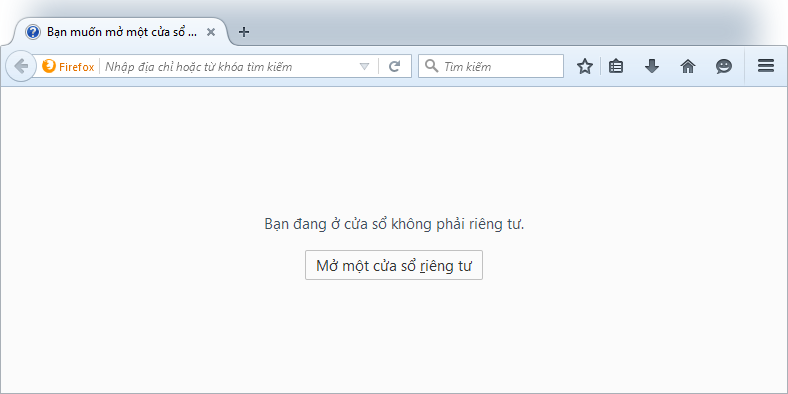 Bạn muốn mở một cửa sổ ...
Firefox
Nhập địa chỉ hoặc từ khóa tìm kiếm
Tìm kiếm
Bạn đang ở cửa sổ không phải riêng tư.
Mở một cửa sổ riêng tư